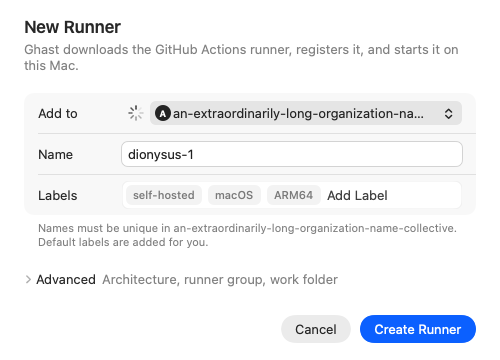 New Runner
Ghast downloads the GitHub Actions runner, registers it, and starts it on
this Mac.
Add to A an-extraordinarily-long-organization-na...
Name dionysus-1
Labels self-hosted macOS ARM64 Add Label
Names must be unique in an-extraordinarily-long-organization-name-collective.
Default labels are added for you.
Advanced Architecture, runner group, work folder
Cancel Create Runner